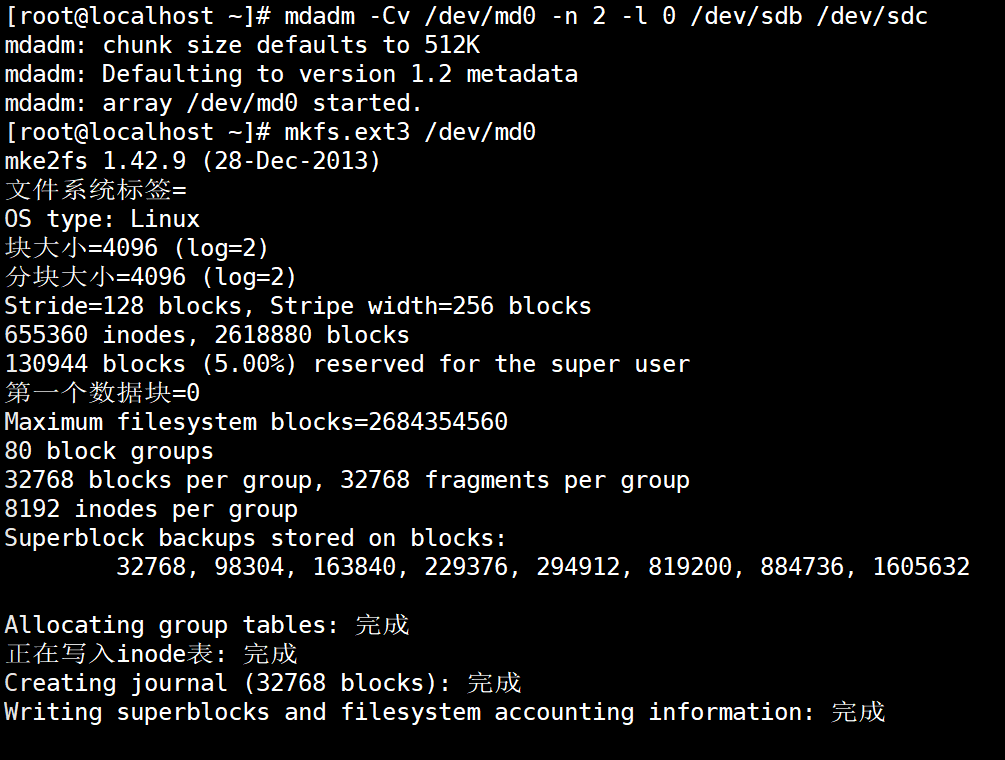 [root@localhost ~]# mdadm -Cv /dev/md0 -n 2 -l 0 /dev/sdb /dev/sdc
mdadm: chunk size defaults to 512K
mdadm: Defaulting to version 1.2 metadata
mdadm: array /dev/md0 started.
[root@localhost ~]# mkfs.ext3 /dev/md0
mke2fs 1.42.9 (28-Dec-2013)
文件系统标签=
OS type: Linux
块大小=4096 (log=2)
分块大小=4096 (log=2)
Stride=128 blocks, Stripe width=256 blocks
655360 inodes, 2618880 blocks
130944 blocks (5.00%) reserved for the super user
第一个数据块=0
Maximum filesystem blocks=2684354560
80 block groups
32768 blocks per group, 32768 fragments per group
8192 inodes per group
Superblock backups stored on blocks:
32768, 98304, 163840, 229376, 294912, 819200, 884736, 1605632
Allocating group tables: 完成
正在写入inode表: 完成
Creating journal (32768 blocks): 完成
Writing superblocks and filesystem accounting information: 完成